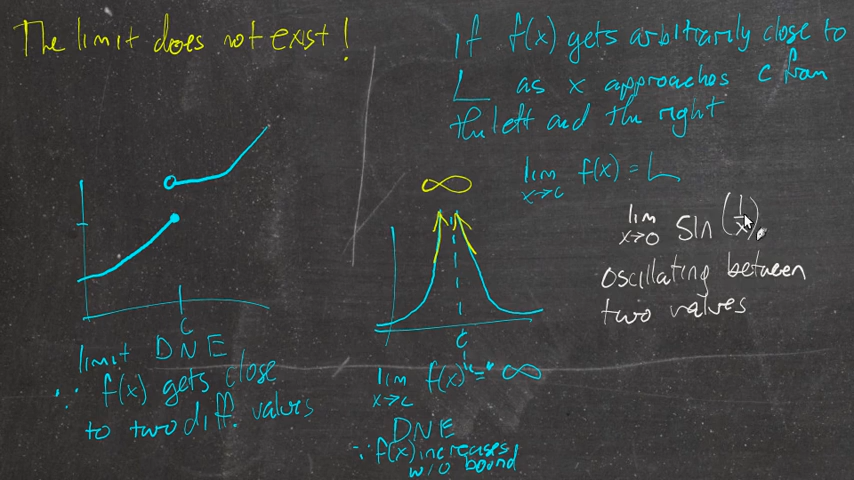 The limit does not exist!
if f(x) gets arbitrarily close to
L as x approaches c from
the left and the right
lim f(x) = L
x→c
lim sin (1/x).
x→0
oscillating between
two values
c
limit DNE
∵ f(x) gets close
to two diff. values
∞
c
lim f(x) "=" ∞
x→c
DNE
∵ f(x) increases
w/o bound